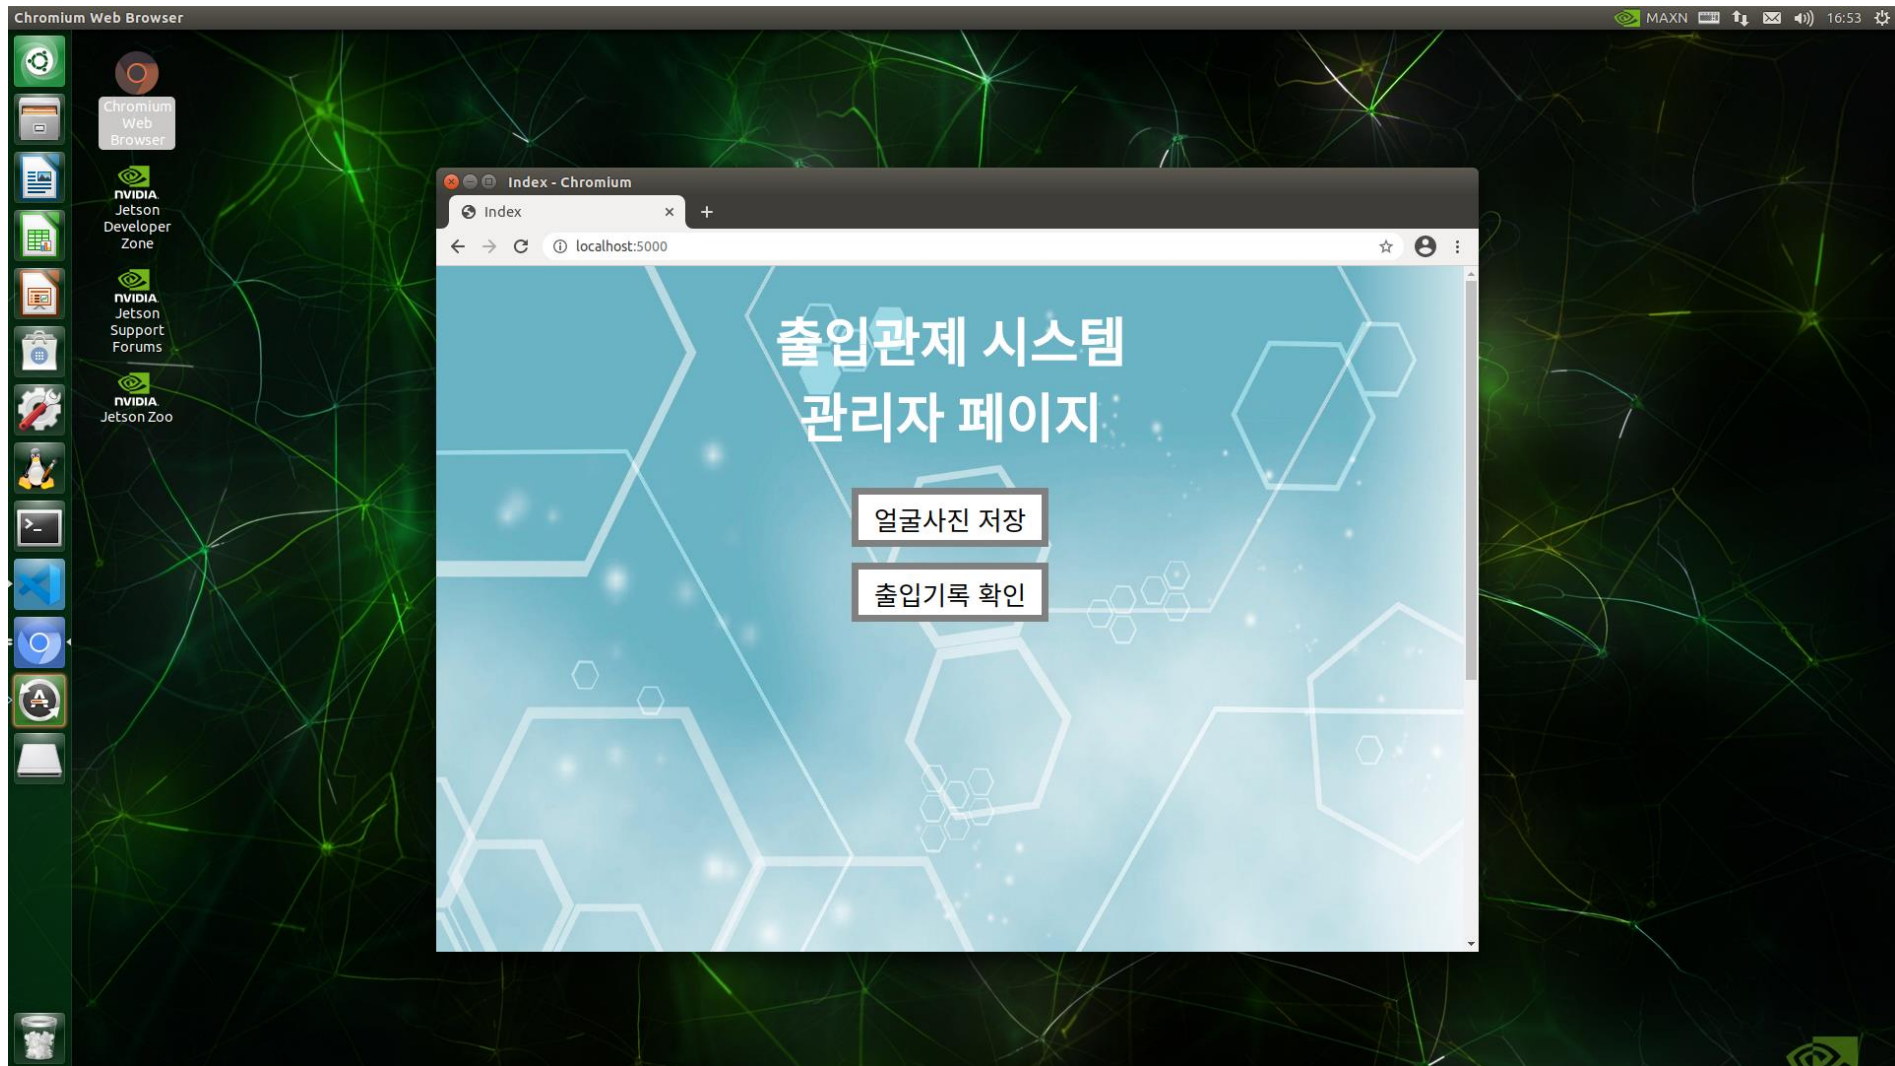 Chromium Web Browser
MAXN
16:53
Chromium
Web
Browser
NVIDIA
Jetson
Developer
Zone
NVIDIA
Jetson
Support
Forums
NVIDIA
Jetson Zoo
Index - Chromium
Index
localhost:5000
출입관제 시스템
관리자 페이지
얼굴사진 저장
출입기록 확인